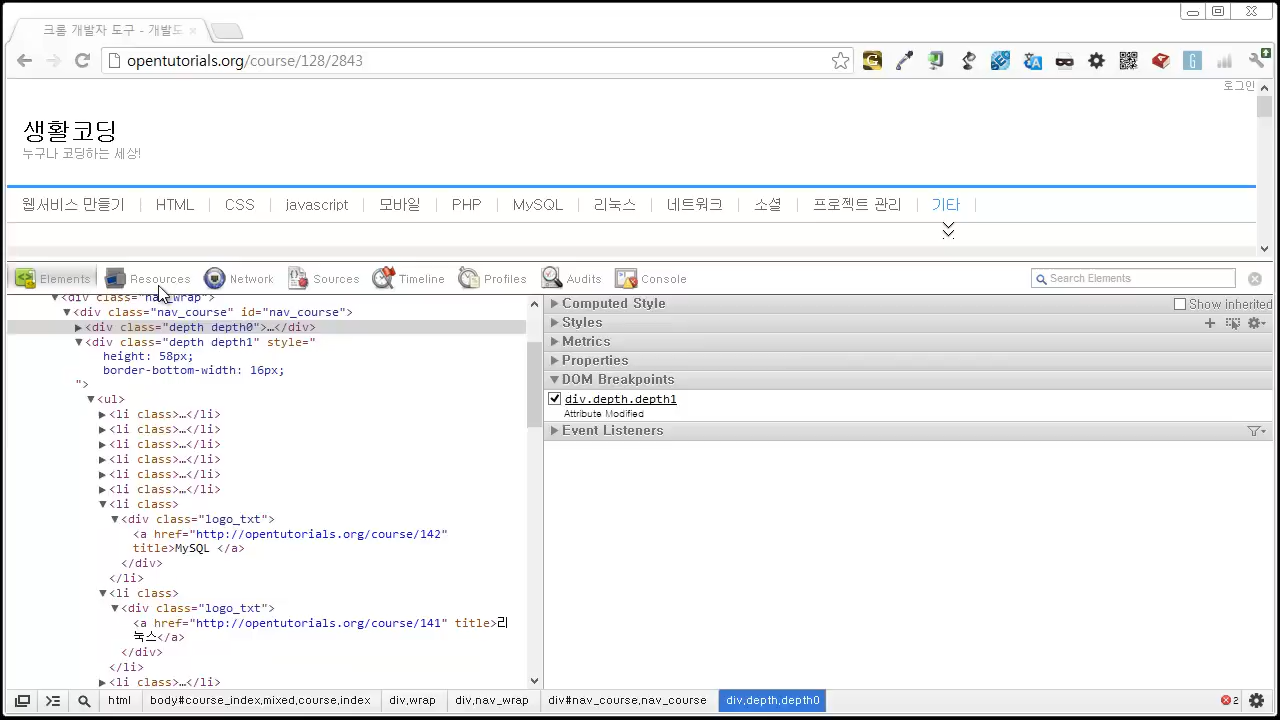 크롬 개발자 도구 - 개발도
opentutorials.org/course/128/2843
로그인
생활코딩
누구나 코딩하는 세상!
웹서비스 만들기 HTML CSS javascript 모바일 PHP MySQL 리눅스 네트워크 소셜 프로젝트 관리 기타
Elements Resources Network Sources Timeline Profiles Audits Console Search Elements
▼<div class="nav_wrap">
▼<div class="nav_course" id="nav_course">
▶<div class="depth depth0">…</div>
▼<div class="depth depth1" style="
height: 58px;
border-bottom-width: 16px;
">
▼<ul>
▶<li class>…</li>
▶<li class>…</li>
▶<li class>…</li>
▶<li class>…</li>
▶<li class>…</li>
▶<li class>…</li>
▼<li class>
▼<div class="logo_txt">
<a href="http://opentutorials.org/course/142"
title>MySQL </a>
</div>
</li>
▼<li class>
▼<div class="logo_txt">
<a href="http://opentutorials.org/course/141" title>리
눅스</a>
</div>
</li>
▶<li class>…</li>
Computed Style Show inherited
Styles
Metrics
Properties
DOM Breakpoints
div.depth.depth1
Attribute Modified
Event Listeners
html body#course_index.mixed.course.index div.wrap div.nav_wrap div#nav_course.nav_course div.depth.depth0 2